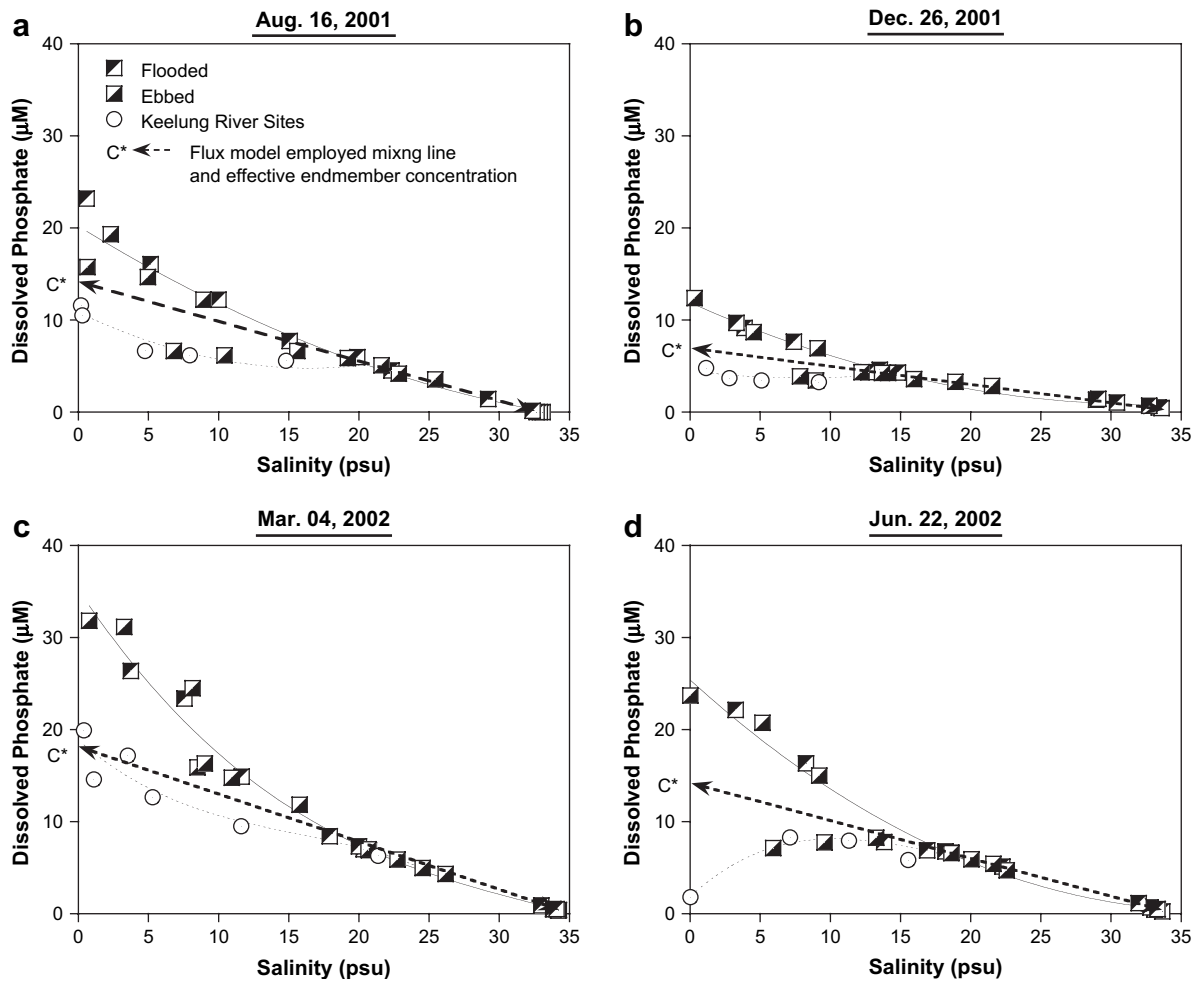 a
Aug. 16, 2001
Dissolved Phosphate (μM)
40
30
20
10
0
C*
Flooded
Ebbed
Keelung River Sites
C* Flux model employed mixng line
and effective endmember concentration
0 5 10 15 20 25 30 35
Salinity (psu)
b
Dec. 26, 2001
Dissolved Phosphate (μM)
40
30
20
10
0
C*
0 5 10 15 20 25 30 35
Salinity (psu)
c
Mar. 04, 2002
Dissolved Phosphate (μM)
40
30
20
10
0
C*
0 5 10 15 20 25 30 35
Salinity (psu)
d
Jun. 22, 2002
Dissolved Phosphate (μM)
40
30
20
10
0
C*
0 5 10 15 20 25 30 35
Salinity (psu)